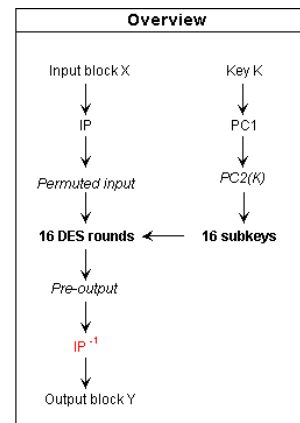 Overview
Input block X Key K
IP PC1
Permuted input PC2(K)
16 DES rounds 16 subkeys
Pre-output
IP -1
Output block Y